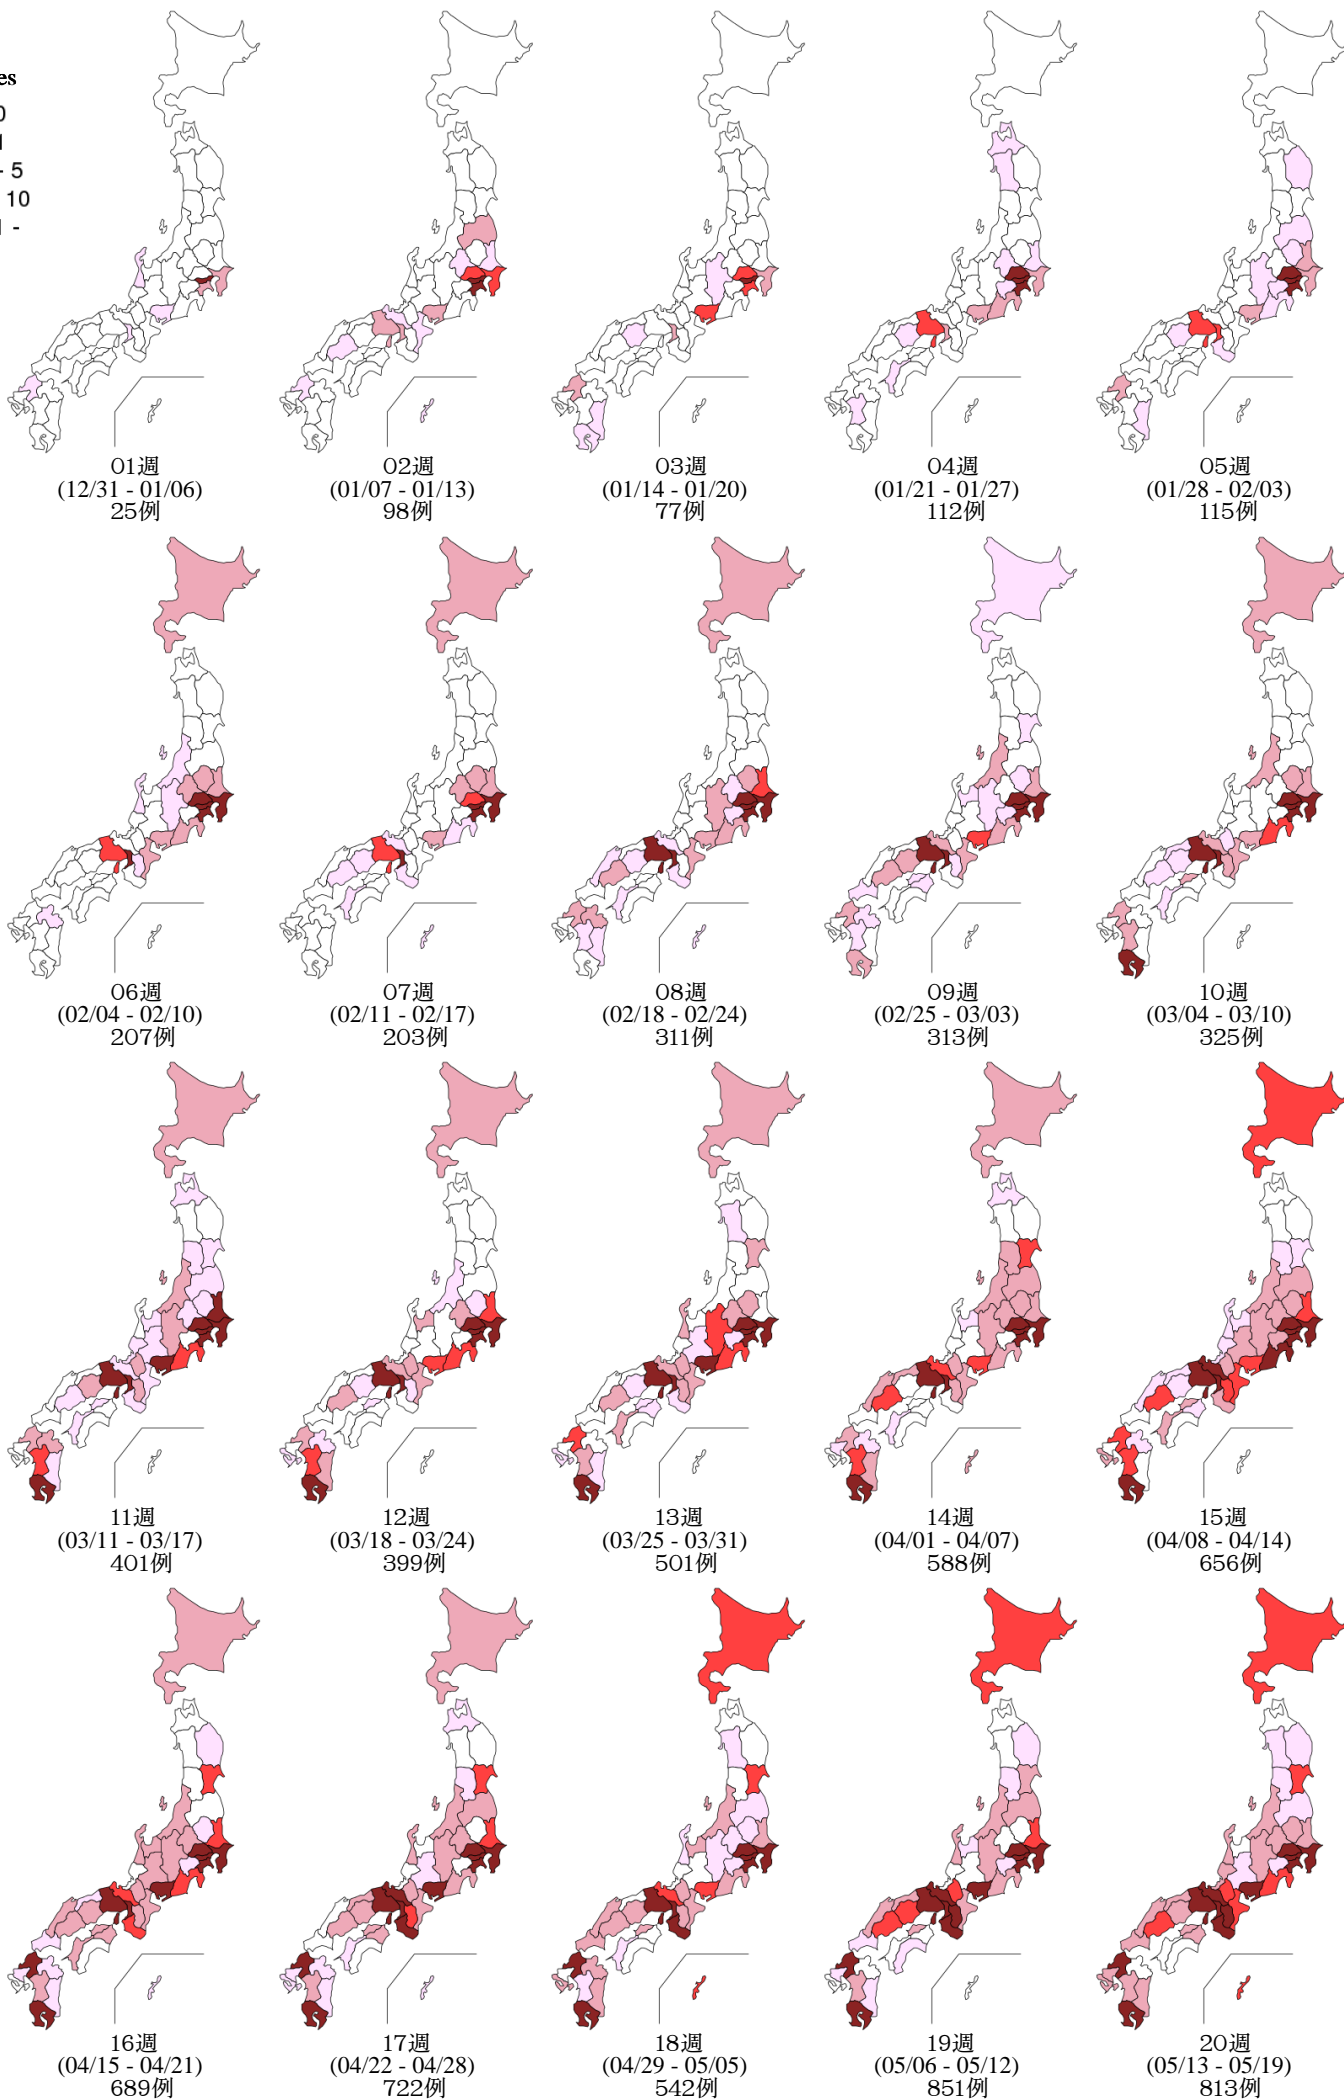 es
0
1
- 5
10
1 -
01週
(12/31 - 01/06)
25例
02週
(01/07 - 01/13)
98例
03週
(01/14 - 01/20)
77例
04週
(01/21 - 01/27)
112例
05週
(01/28 - 02/03)
115例
06週
(02/04 - 02/10)
207例
07週
(02/11 - 02/17)
203例
08週
(02/18 - 02/24)
311例
09週
(02/25 - 03/03)
313例
10週
(03/04 - 03/10)
325例
11週
(03/11 - 03/17)
401例
12週
(03/18 - 03/24)
399例
13週
(03/25 - 03/31)
501例
14週
(04/01 - 04/07)
588例
15週
(04/08 - 04/14)
656例
16週
(04/15 - 04/21)
689例
17週
(04/22 - 04/28)
722例
18週
(04/29 - 05/05)
542例
19週
(05/06 - 05/12)
851例
20週
(05/13 - 05/19)
813例